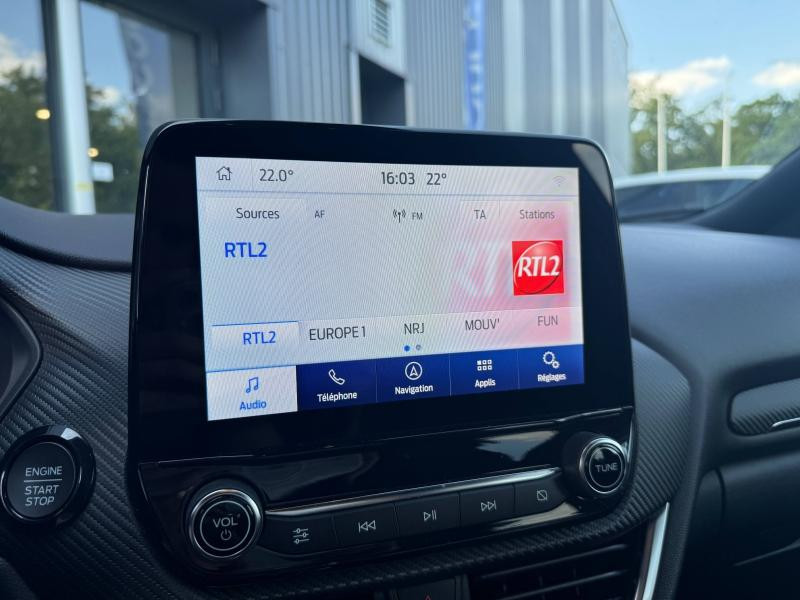 22.0° 16:03 22°
Sources AF FM TA Stations
RTL2
RTL2
RTL2 EUROPE 1 NRJ MOUV' FUN
Audio Téléphone Navigation Applis Réglages
ENGINE
START
STOP
VOL
TUNE